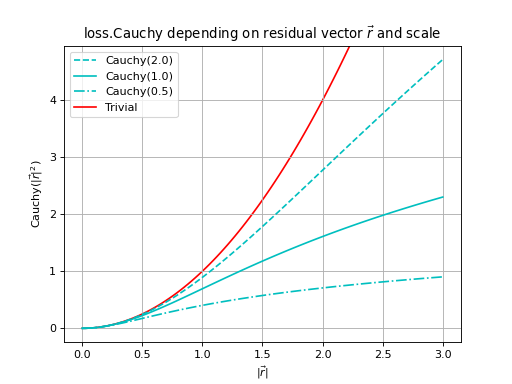 loss.Cauchy depending on residual vector r⃗ and scale
Cauchy(2.0)
Cauchy(1.0)
Cauchy(0.5)
Trivial
Cauchy(|r⃗|²)
4
3
2
1
0
0.0 0.5 1.0 1.5 2.0 2.5 3.0
|r⃗|